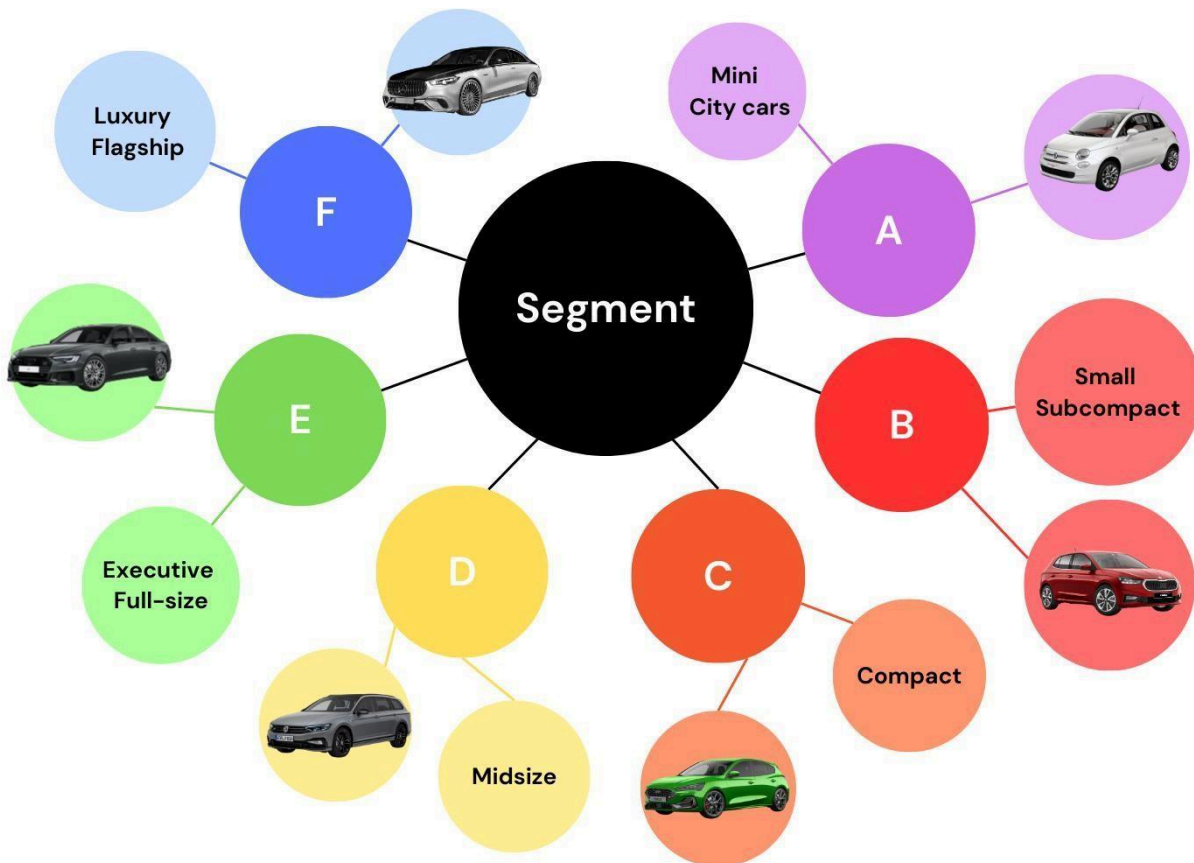 Segment
A
Mini
City cars
B
Small
Subcompact
C
Compact
D
Midsize
E
Executive
Full-size
F
Luxury
Flagship